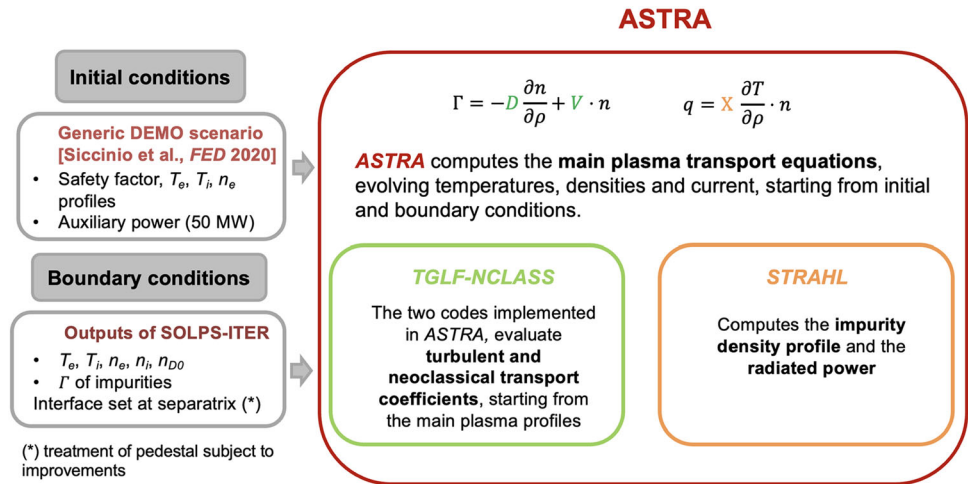 ASTRA
Initial conditions
Generic DEMO scenario
[Siccinio et al., FED 2020]
• Safety factor, Te, Ti, ne
profiles
• Auxiliary power (50 MW)
Boundary conditions
Outputs of SOLPS-ITER
• Te, Ti, ne, ni, nD0
• Γ of impurities
Interface set at separatrix (*)
(*) treatment of pedestal subject to
improvements
Γ = −D ∂n/∂ρ + V · n
q = X ∂T/∂ρ · n
ASTRA computes the main plasma transport equations,
evolving temperatures, densities and current, starting from initial
and boundary conditions.
TGLF-NCLASS
The two codes implemented
in ASTRA, evaluate
turbulent and
neoclassical transport
coefficients, starting from
the main plasma profiles
STRAHL
Computes the impurity
density profile and the
radiated power